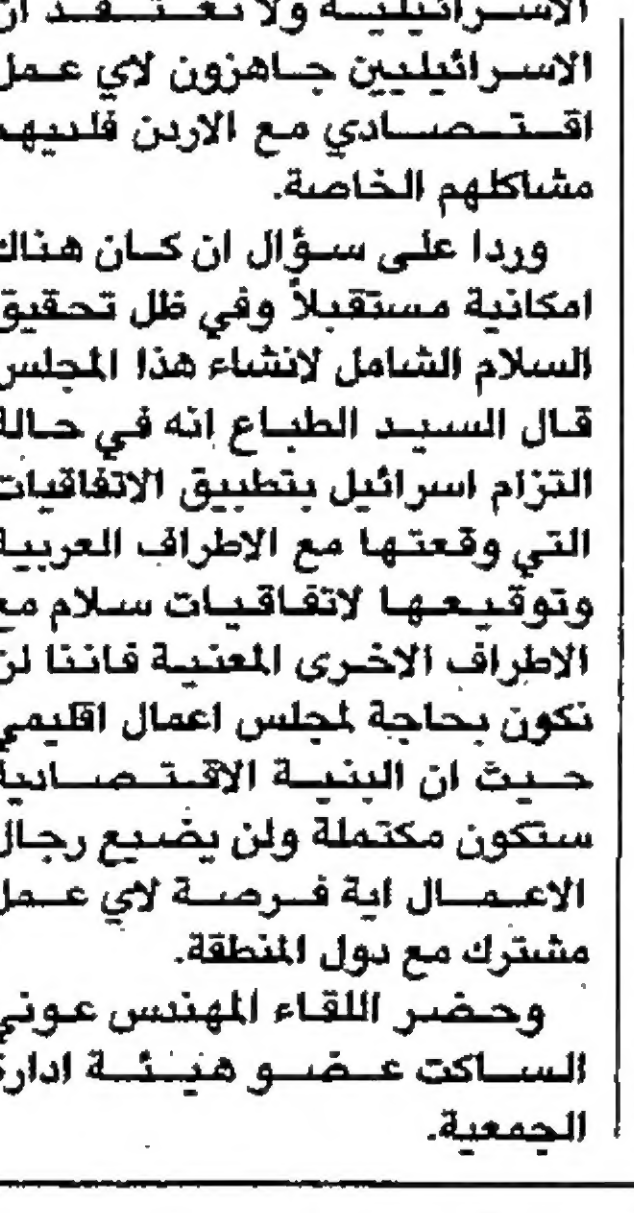 الاسرائيلية ولا نعتقد ان
الاسرائيليين جاهزون لاي عمل
اقتصادي مع الاردن فلديهم
مشاكلهم الخاصة.
وردا على سؤال ان كان هناك
امكانية مستقبلاً وفي ظل تحقيق
السلام الشامل لانشاء هذا المجلس
قال السيد الطباع انه في حالة
التزام اسرائيل بتطبيق الاتفاقيات
التي وقعتها مع الاطراف العربية
وتوقيعها لاتفاقيات سلام مع
الاطراف الاخرى المعنية فاننا لن
نكون بحاجة لمجلس اعمال اقليمي
حيث ان البنية الاقتصادية
ستكون مكتملة ولن يضيع رجال
الاعمال اية فرصة لاي عمل
مشترك مع دول المنطقة.
وحضر اللقاء المهندس عوني
الساكت عضو هيئة ادارة
الجمعية.